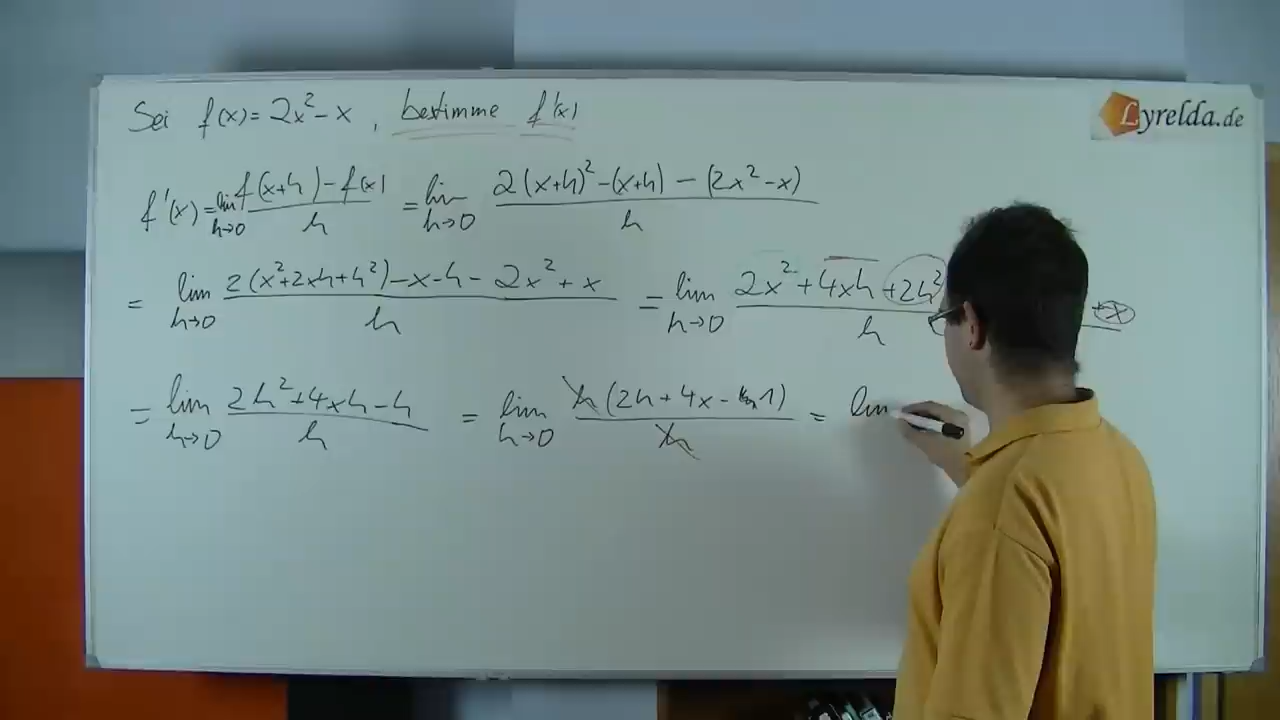 Sei f(x) = 2x² - x, bestimme f'(x)
Lyrelda.de
f'(x) = lim h→0 (f(x+h) - f(x))/h = lim h→0 (2(x+h)² - (x+h) - (2x² - x))/h
= lim h→0 (2(x²+2xh+h²) - x - h - 2x² + x)/h = lim h→0 (2x² + 4xh + 2h² +x)/h
= lim h→0 (2h² + 4xh - h)/h = lim h→0 h(2h + 4x - 1)/h = lim